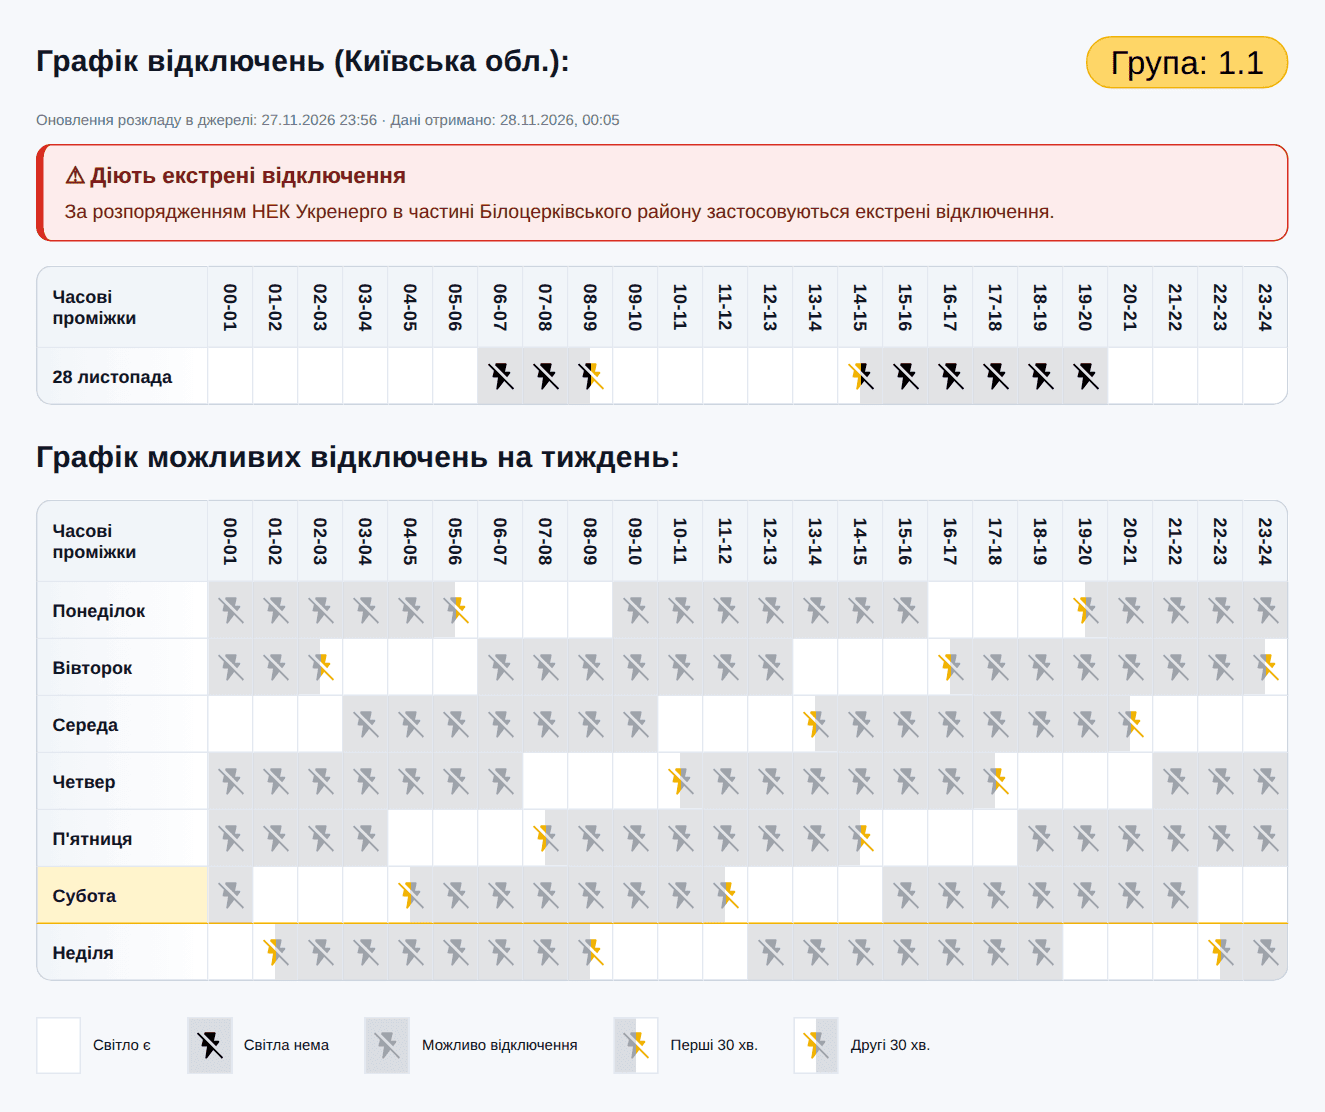 Графік відключень (Київська обл.):
Група: 1.1
Оновлення розкладу в джерелі: 27.11.2026 23:56 · Дані отримано: 28.11.2026, 00:05
⚠ Діють екстрені відключення
За розпорядженням НЕК Укренерго в частині Білоцерківського району застосовуються екстрені відключення.
Часові проміжки 00-01 01-02 02-03 03-04 04-05 05-06 06-07 07-08 08-09 09-10 10-11 11-12 12-13 13-14 14-15 15-16 16-17 17-18 18-19 19-20 20-21 21-22 22-23 23-24
28 листопада
Графік можливих відключень на тиждень:
Часові проміжки 00-01 01-02 02-03 03-04 04-05 05-06 06-07 07-08 08-09 09-10 10-11 11-12 12-13 13-14 14-15 15-16 16-17 17-18 18-19 19-20 20-21 21-22 22-23 23-24
Понеділок
Вівторок
Середа
Четвер
П'ятниця
Субота
Неділя
Світло є Світла нема Можливо відключення Перші 30 хв. Другі 30 хв.